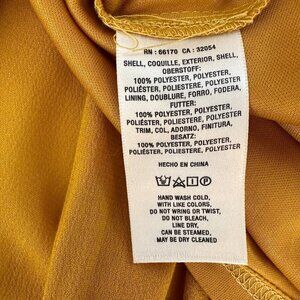 RN : 66170 CA : 32054
SHELL, COQUILLE, EXTERIOR, SHELL,
OBERSTOFF:
100% POLYESTER, POLYESTER,
POLIÉSTER, POLIESTERE, POLYESTER,
LINING, DOUBLURE, FORRO, FODERA,
FUTTER:
100% POLYESTER, POLYESTER,
POLIÉSTER, POLIESTERE, POLYESTER,
TRIM, COL, ADORNO, FINITURA,
BESATZ:
100% POLYESTER, POLYESTER,
POLIÉSTER, POLIESTERE, POLYESTER
HECHO EN CHINA
HAND WASH COLD,
WITH LIKE COLORS,
DO NOT WRING OR TWIST,
DO NOT BLEACH,
LINE DRY,
CAN BE STEAMED,
MAY BE DRY CLEANED